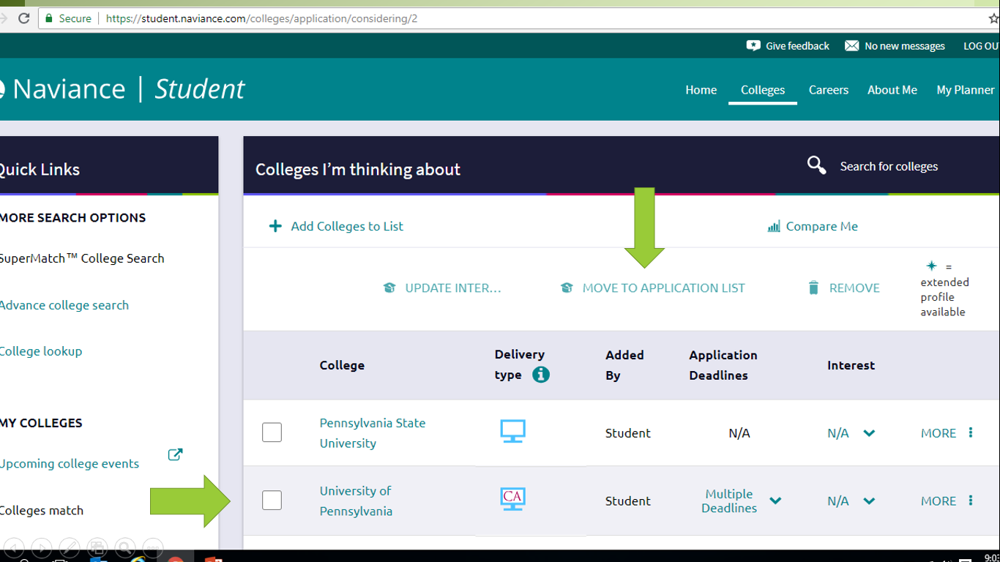 Secure https://student.naviance.com/colleges/application/considering/2
Give feedback No new messages LOG OU
Naviance | Student
Home Colleges Careers About Me My Planner
Quick Links
MORE SEARCH OPTIONS
SuperMatch™ College Search
Advance college search
College lookup
MY COLLEGES
Upcoming college events
Colleges match
Colleges I'm thinking about
Search for colleges
Add Colleges to List
Compare Me
UPDATE INTER... MOVE TO APPLICATION LIST REMOVE
=
extended
profile
available
College
Delivery
type
Added
By
Application
Deadlines
Interest
Pennsylvania State
University
Student N/A N/A MORE
University of
Pennsylvania
CA
Student
Multiple
Deadlines
N/A MORE
9:03